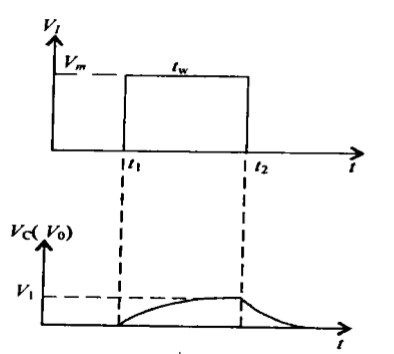 V_I
V_m
t_w
t_1
t_2
t
V_C(V_0)
V_1
t